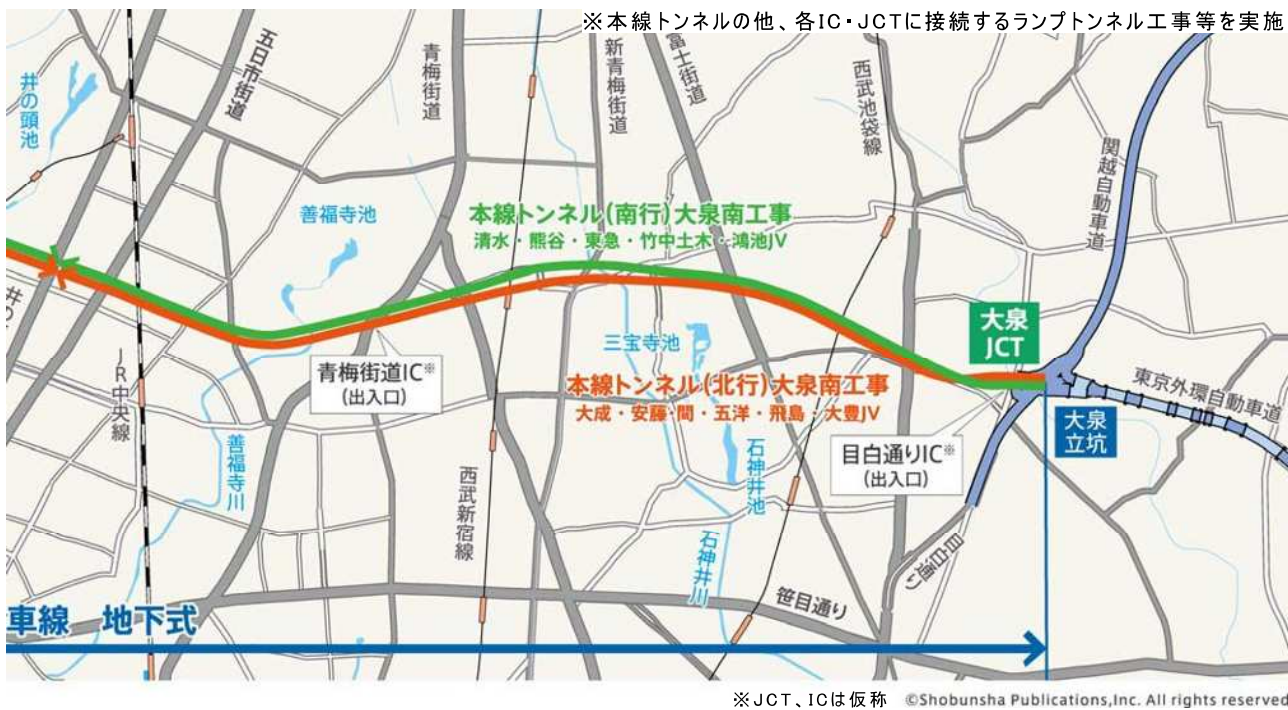 ※本線トンネルの他、各IC・JCTに接続するランプトンネル工事等を実施
井の頭池
五日市街道
青梅街道
新青梅街道
富士街道
西武池袋線
関越自動車道
善福寺池
本線トンネル(南行)大泉南工事
清水・熊谷・東急・竹中土木・鴻池JV
井の
JR中央線
善福寺川
青梅街道IC※
(出入口)
西武新宿線
三宝寺池
本線トンネル(北行)大泉南工事
大成・安藤・間・五洋・飛島・大豊JV
石神井池
石神井川
大泉
JCT
目白通りIC※
(出入口)
大泉
立坑
東京外環自動車道
目白通り
笹目通り
車線 地下式
※JCT、ICは仮称 ©Shobunsha Publications,Inc. All rights reserved